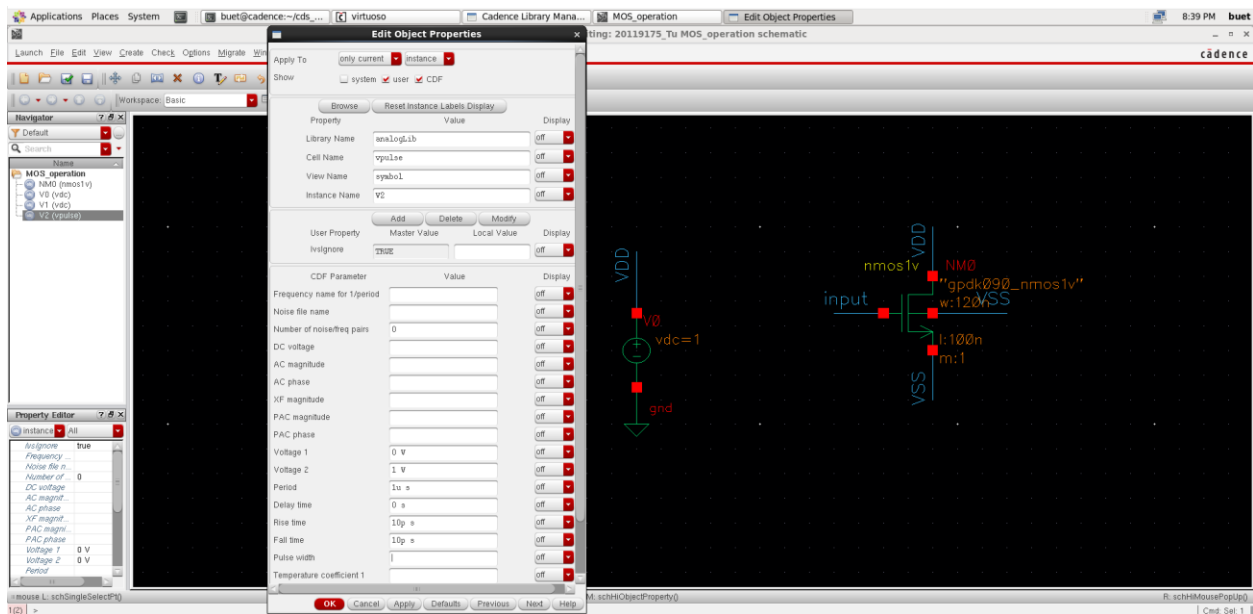 Applications Places System buet@cadence:~/cds_... virtuoso Cadence Library Mana... MOS_operation Edit Object Properties 8:39 PM buet
Edit Object Properties
iting: 20119175_Tu MOS_operation schematic
Launch File Edit View Create Check Options Migrate Win
cādence
Workspace: Basic
Navigator
Default
Search
Name
MOS_operation
NM0 (nmos1v)
V0 (vdc)
V1 (vdc)
V2 (vpulse)
Property Editor
instance All
lvsIgnore true
Frequency ...
Noise file n...
Number of ... 0
DC voltage
AC magnit...
AC phase
XF magnit...
PAC magni...
PAC phase
Voltage 1 0 V
Voltage 2 0 V
Period
Apply To only current instance
Show system user CDF
Browse Reset Instance Labels Display
Property Value Display
Library Name analogLib off
Cell Name vpulse off
View Name symbol off
Instance Name V2 off
Add Delete Modify
User Property Master Value Local Value Display
lvsIgnore TRUE off
CDF Parameter Value Display
Frequency name for 1/period off
Noise file name off
Number of noise/freq pairs 0 off
DC voltage off
AC magnitude off
AC phase off
XF magnitude off
PAC magnitude off
PAC phase off
Voltage 1 0 V off
Voltage 2 1 V off
Period 1u s off
Delay time 0 s off
Rise time 10p s off
Fall time 10p s off
Pulse width off
Temperature coefficient 1 off
OK Cancel Apply Defaults Previous Next Help
VDD
V0
vdc=1
gnd
VDD
nmos1v NM0
"gpdk090_nmos1v"
input w:120n VSS
l:100n
m:1
VSS
mouse L: schSingleSelectPt() M: schHiObjectProperty() R: schHiMousePopUp()
1(2) > Cmd: Sel: 1